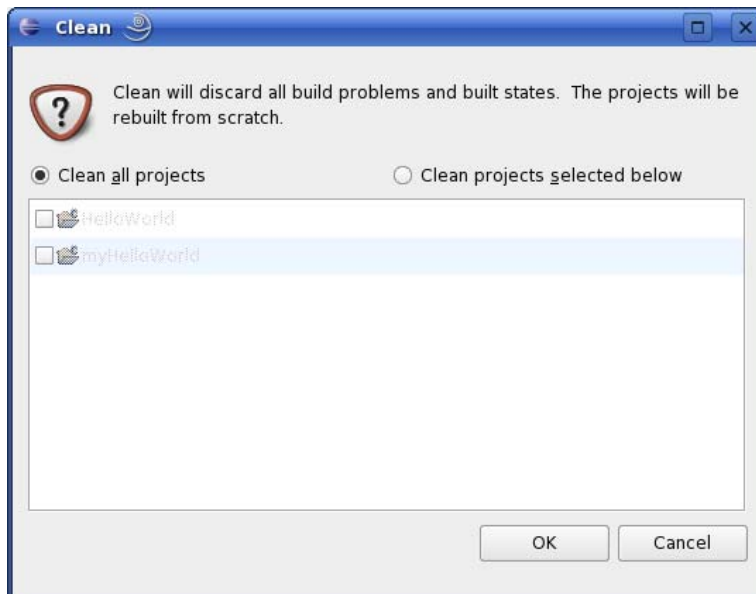 Clean
Clean will discard all build problems and built states. The projects will be
rebuilt from scratch.
Clean all projects
Clean projects selected below
HelloWorld
myHelloWorld
OK
Cancel